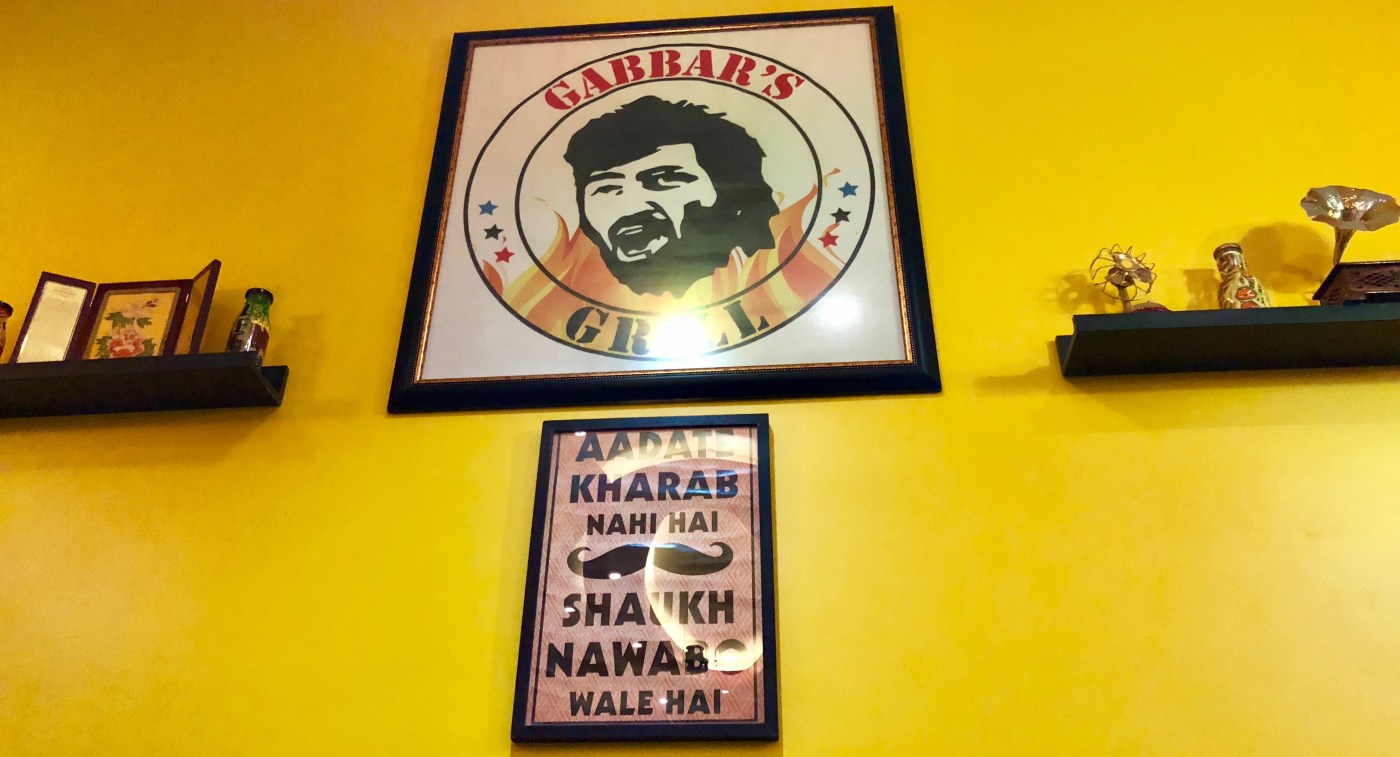 GABBAR'S
GRILL
AADATE
KHARAB
NAHI HAI
SHAUKH
NAWABO
WALE HAI